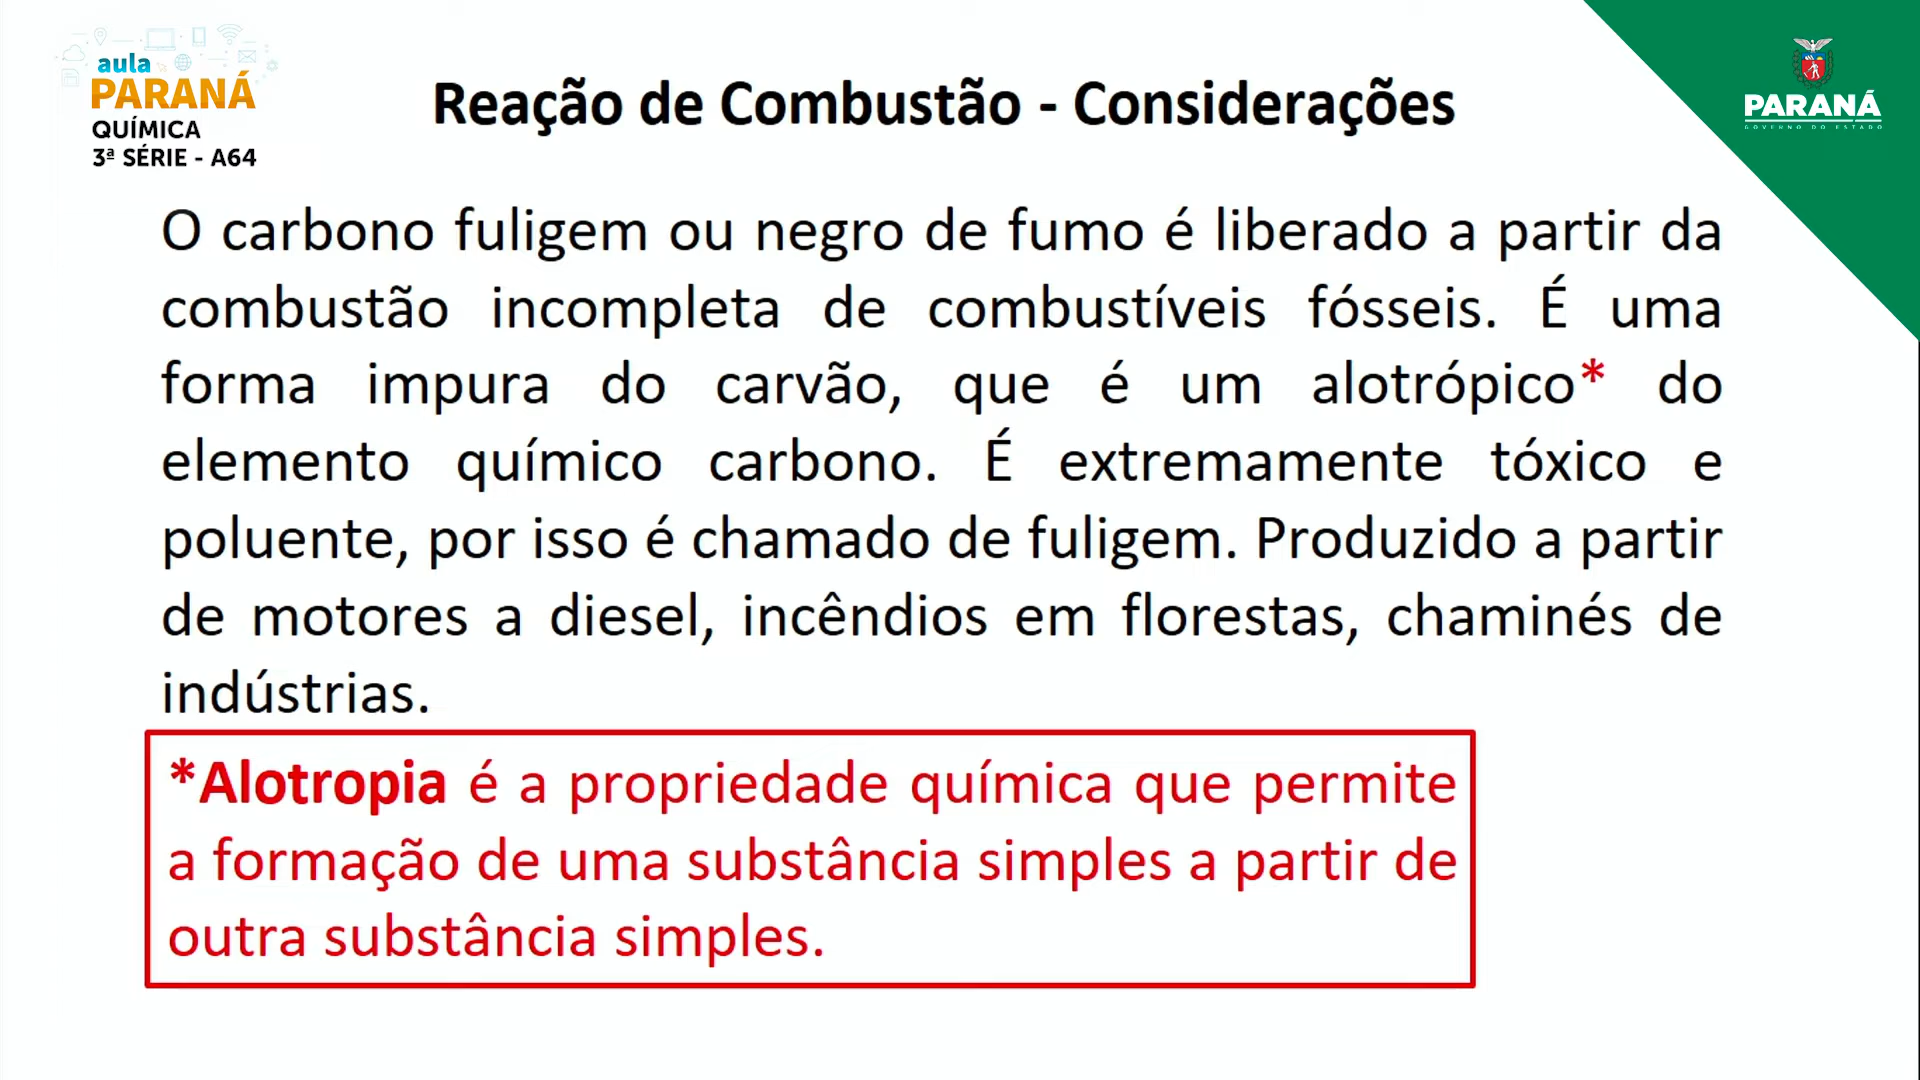 aula
PARANÁ
QUÍMICA
3ª SÉRIE - A64
Reação de Combustão - Considerações
PARANÁ
GOVERNO DO ESTADO
O carbono fuligem ou negro de fumo é liberado a partir da
combustão incompleta de combustíveis fósseis. É uma
forma impura do carvão, que é um alotrópico* do
elemento químico carbono. É extremamente tóxico e
poluente, por isso é chamado de fuligem. Produzido a partir
de motores a diesel, incêndios em florestas, chaminés de
indústrias.
*Alotropia é a propriedade química que permite
a formação de uma substância simples a partir de
outra substância simples.